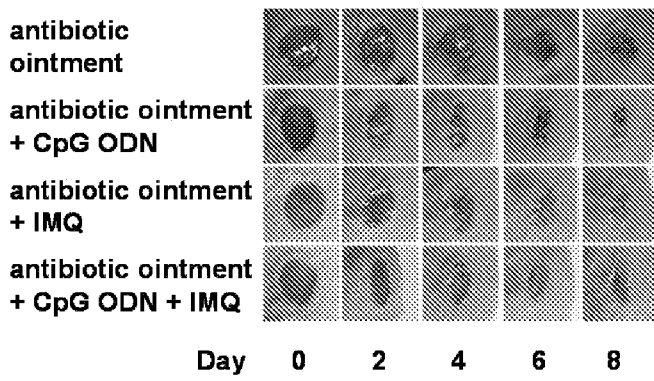 antibiotic
ointment
antibiotic ointment
+ CpG ODN
antibiotic ointment
+ IMQ
antibiotic ointment
+ CpG ODN + IMQ
Day 0 2 4 6 8